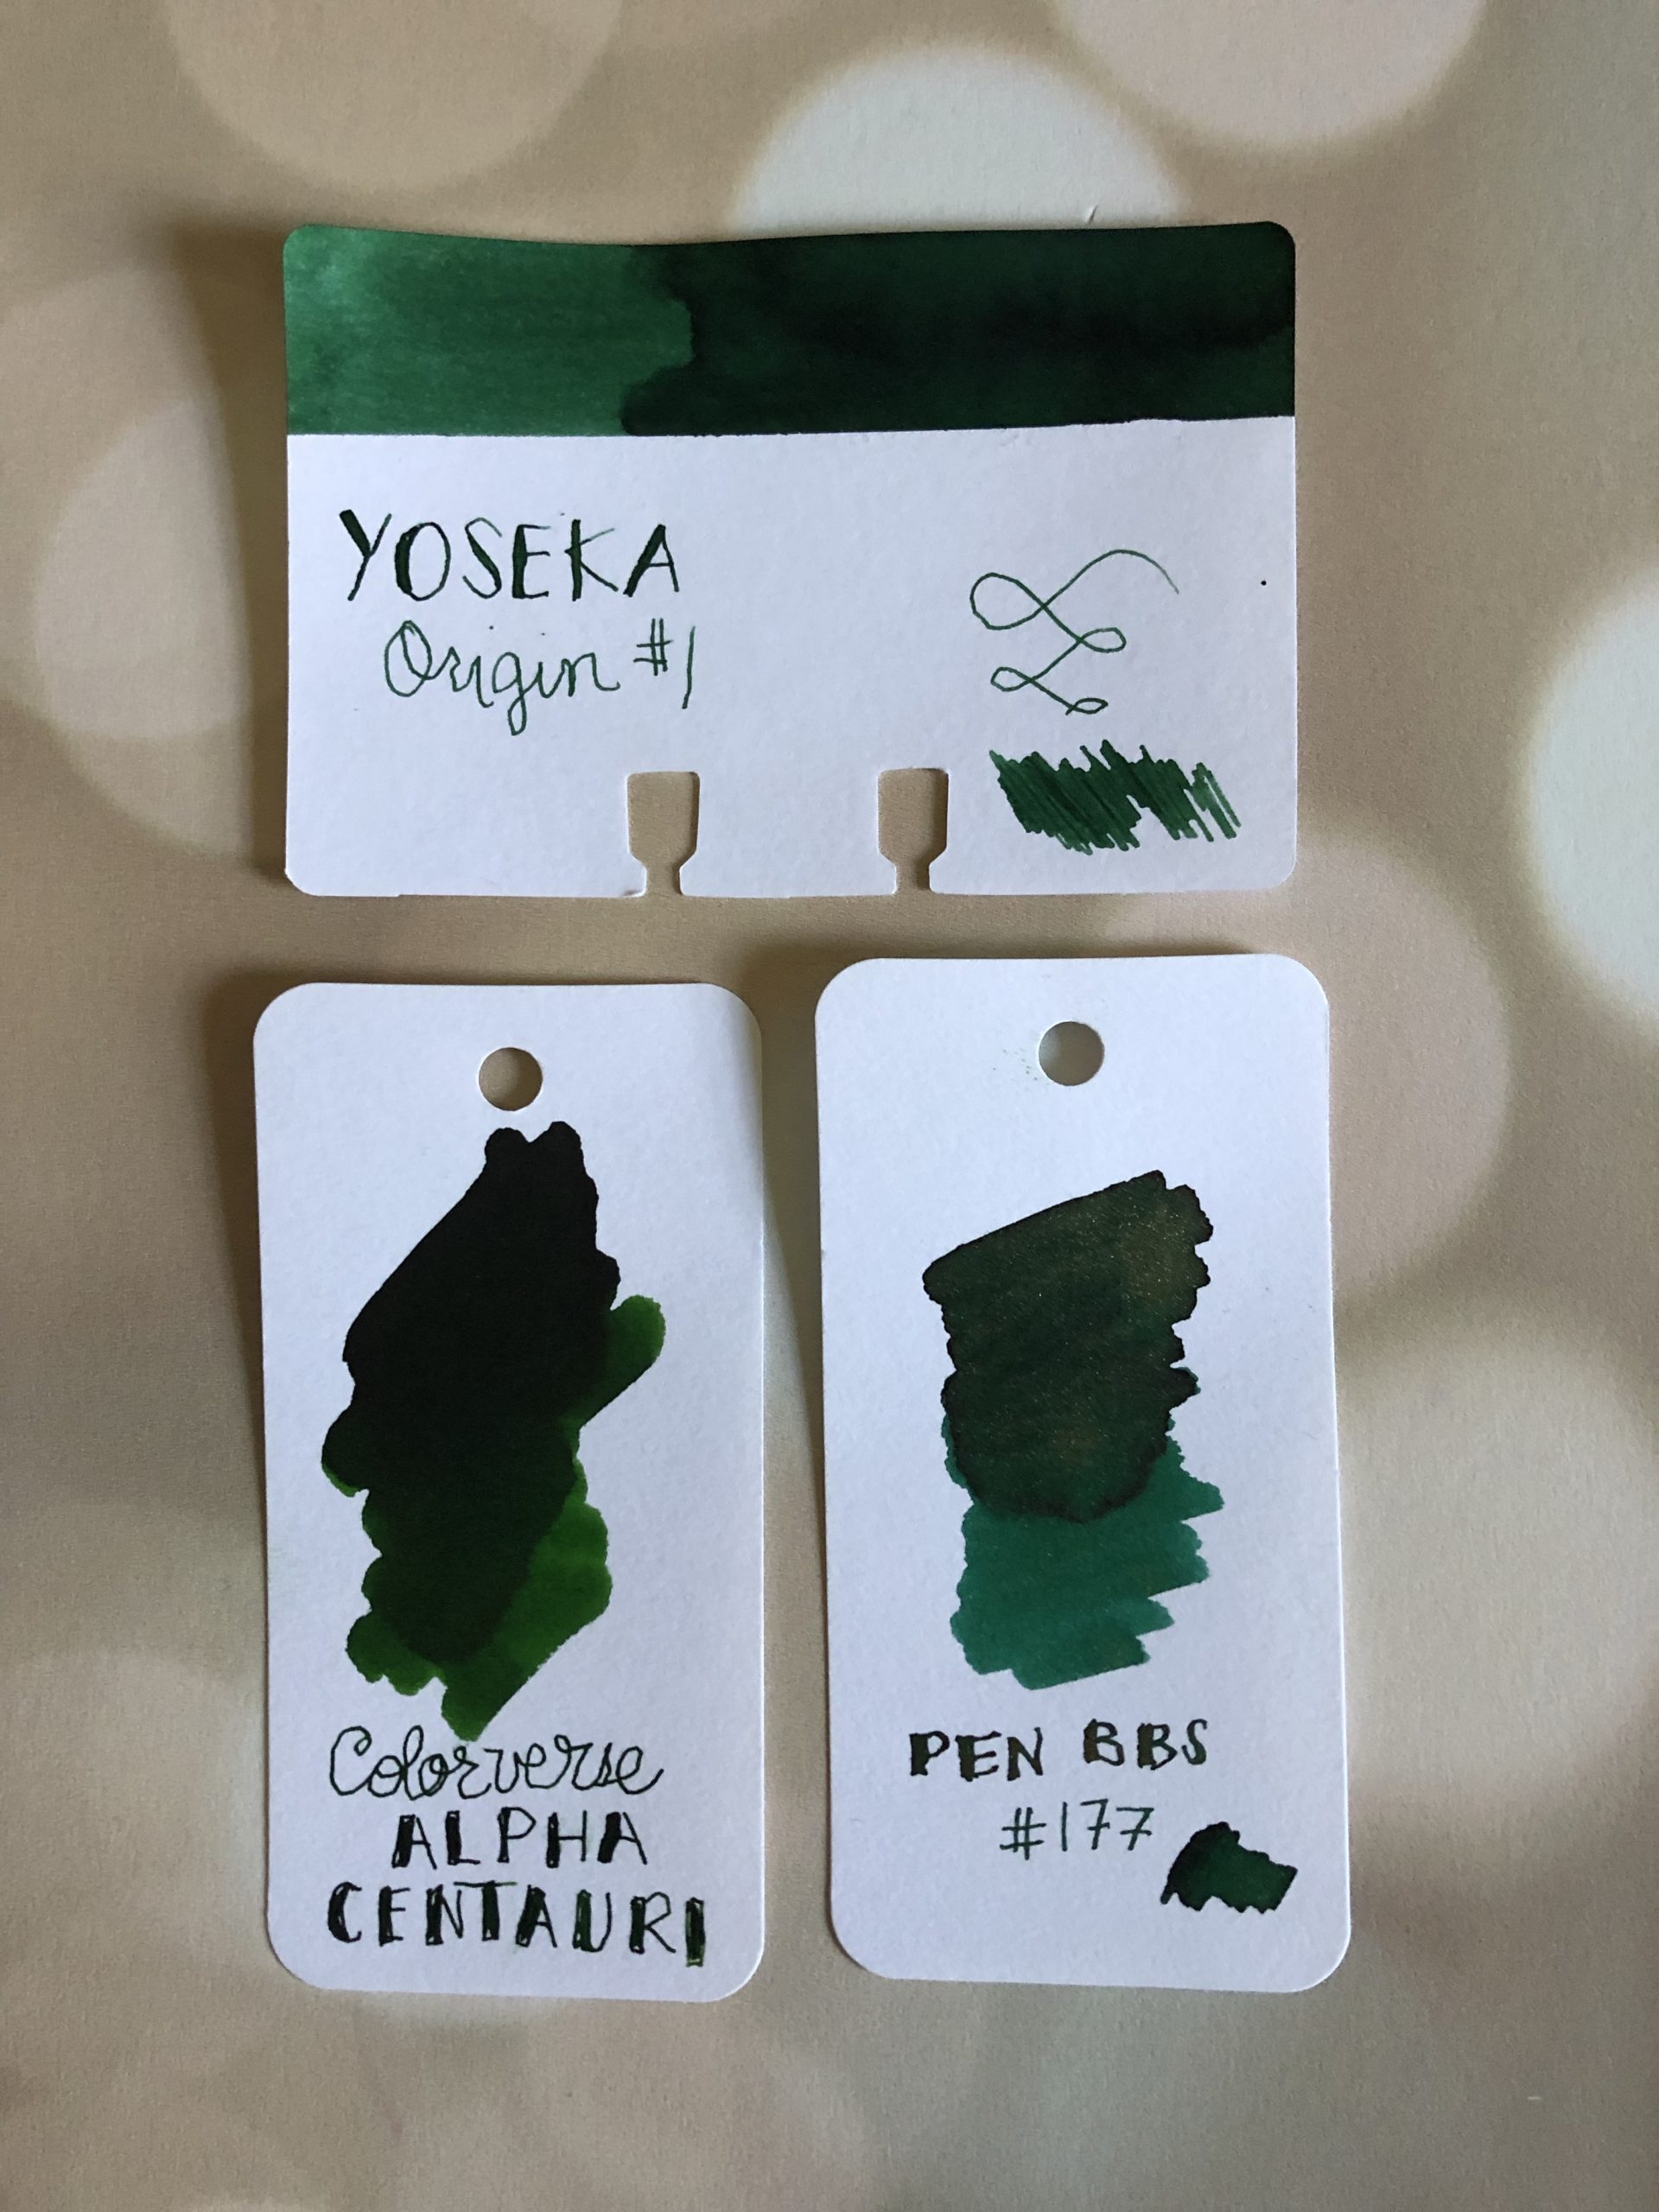 YOSEKA
Origin #1
Colorverse
ALPHA
CENTAURI
PEN BBS
#177